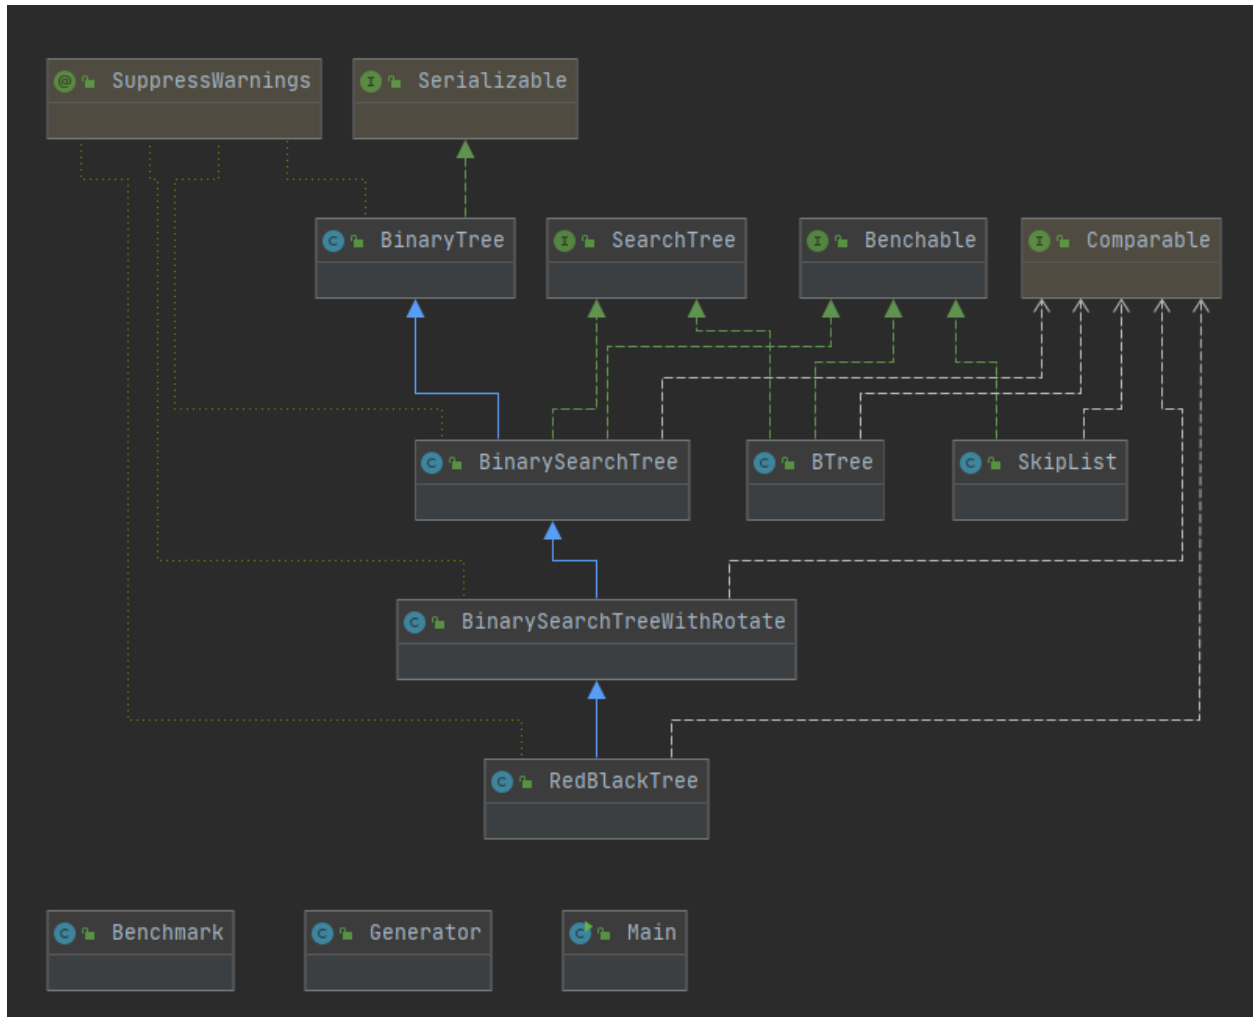 SuppressWarnings
Serializable
BinaryTree
SearchTree
Benchable
Comparable
BinarySearchTree
BTree
SkipList
BinarySearchTreeWithRotate
RedBlackTree
Benchmark
Generator
Main